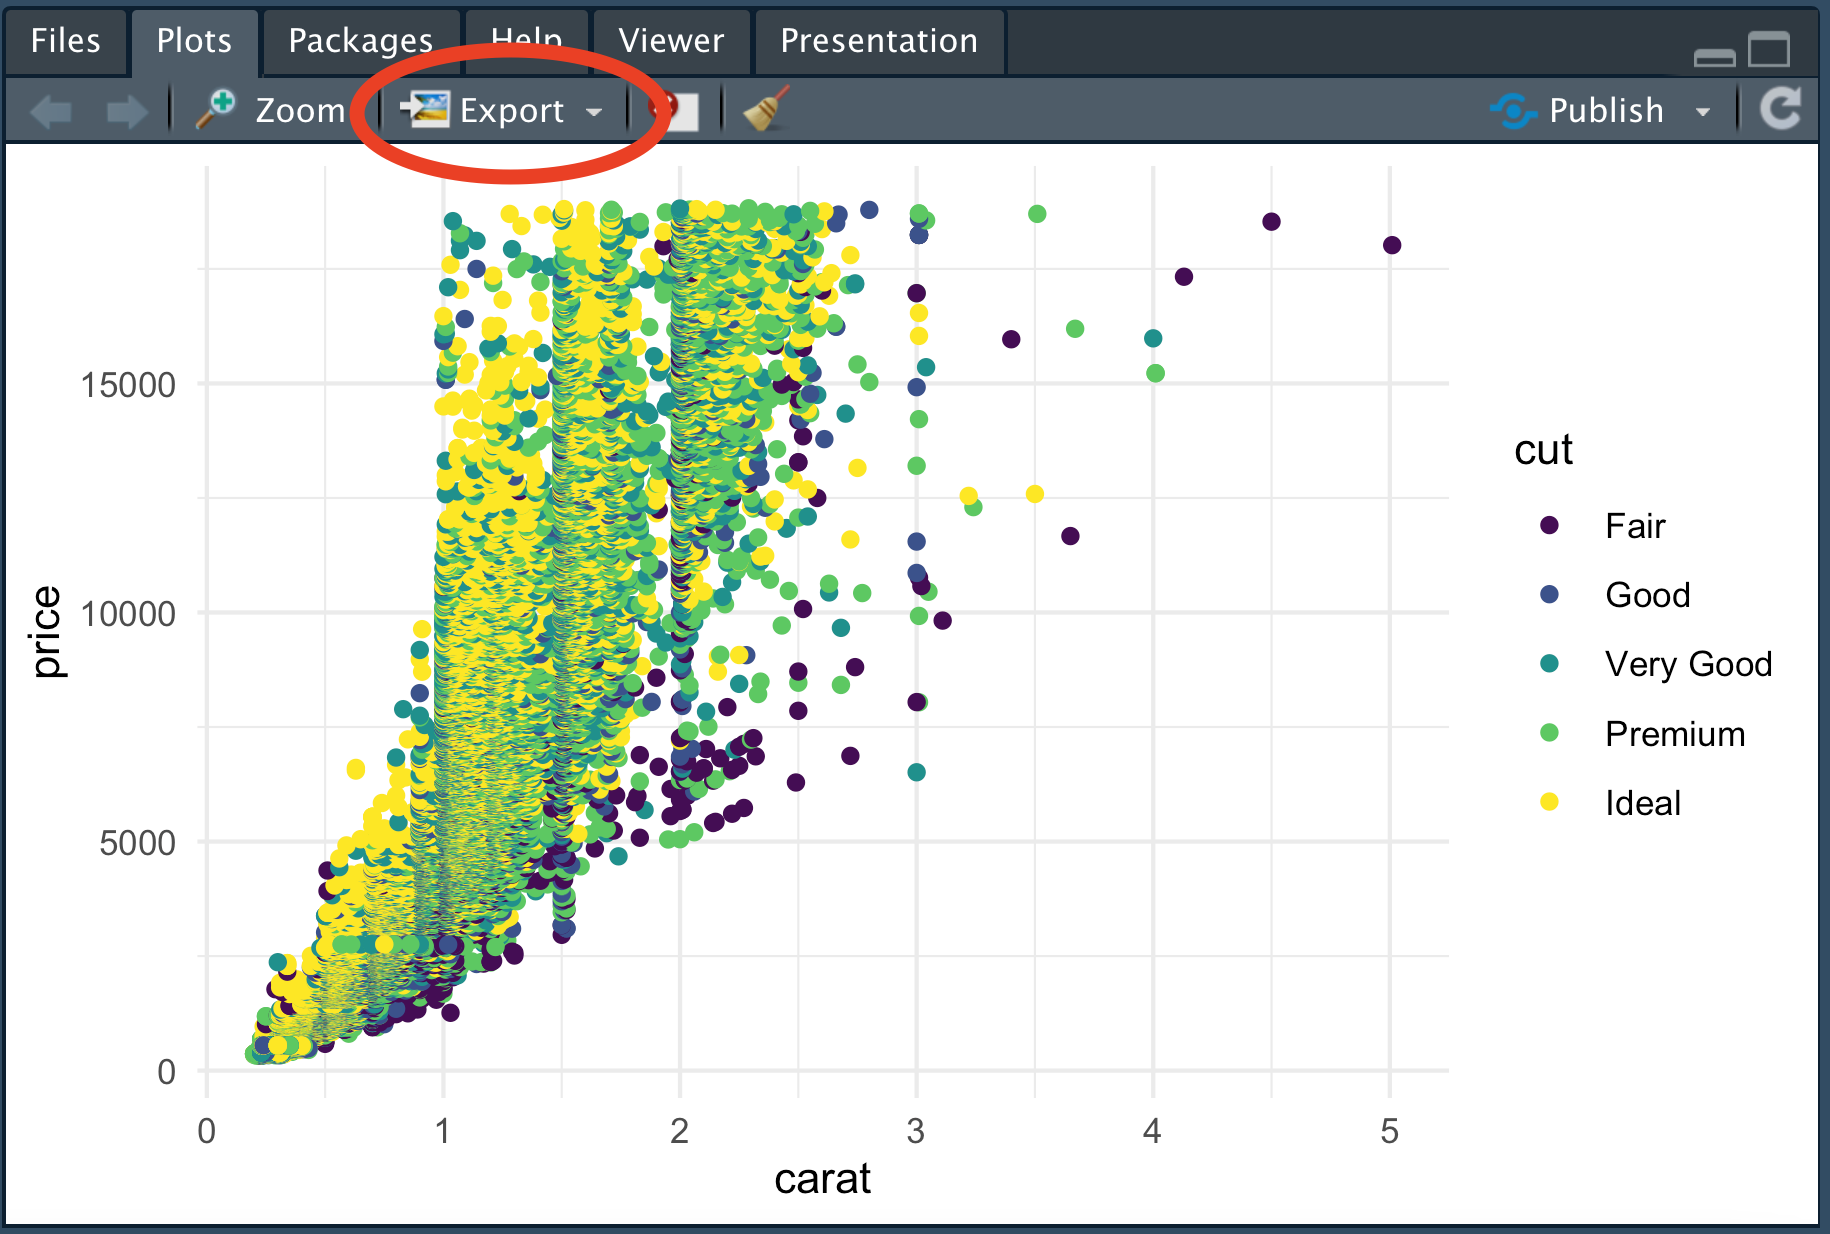 Files Plots Packages Help Viewer Presentation
Zoom Export Publish
15000
10000
5000
0
price
0 1 2 3 4 5
carat
cut
Fair
Good
Very Good
Premium
Ideal